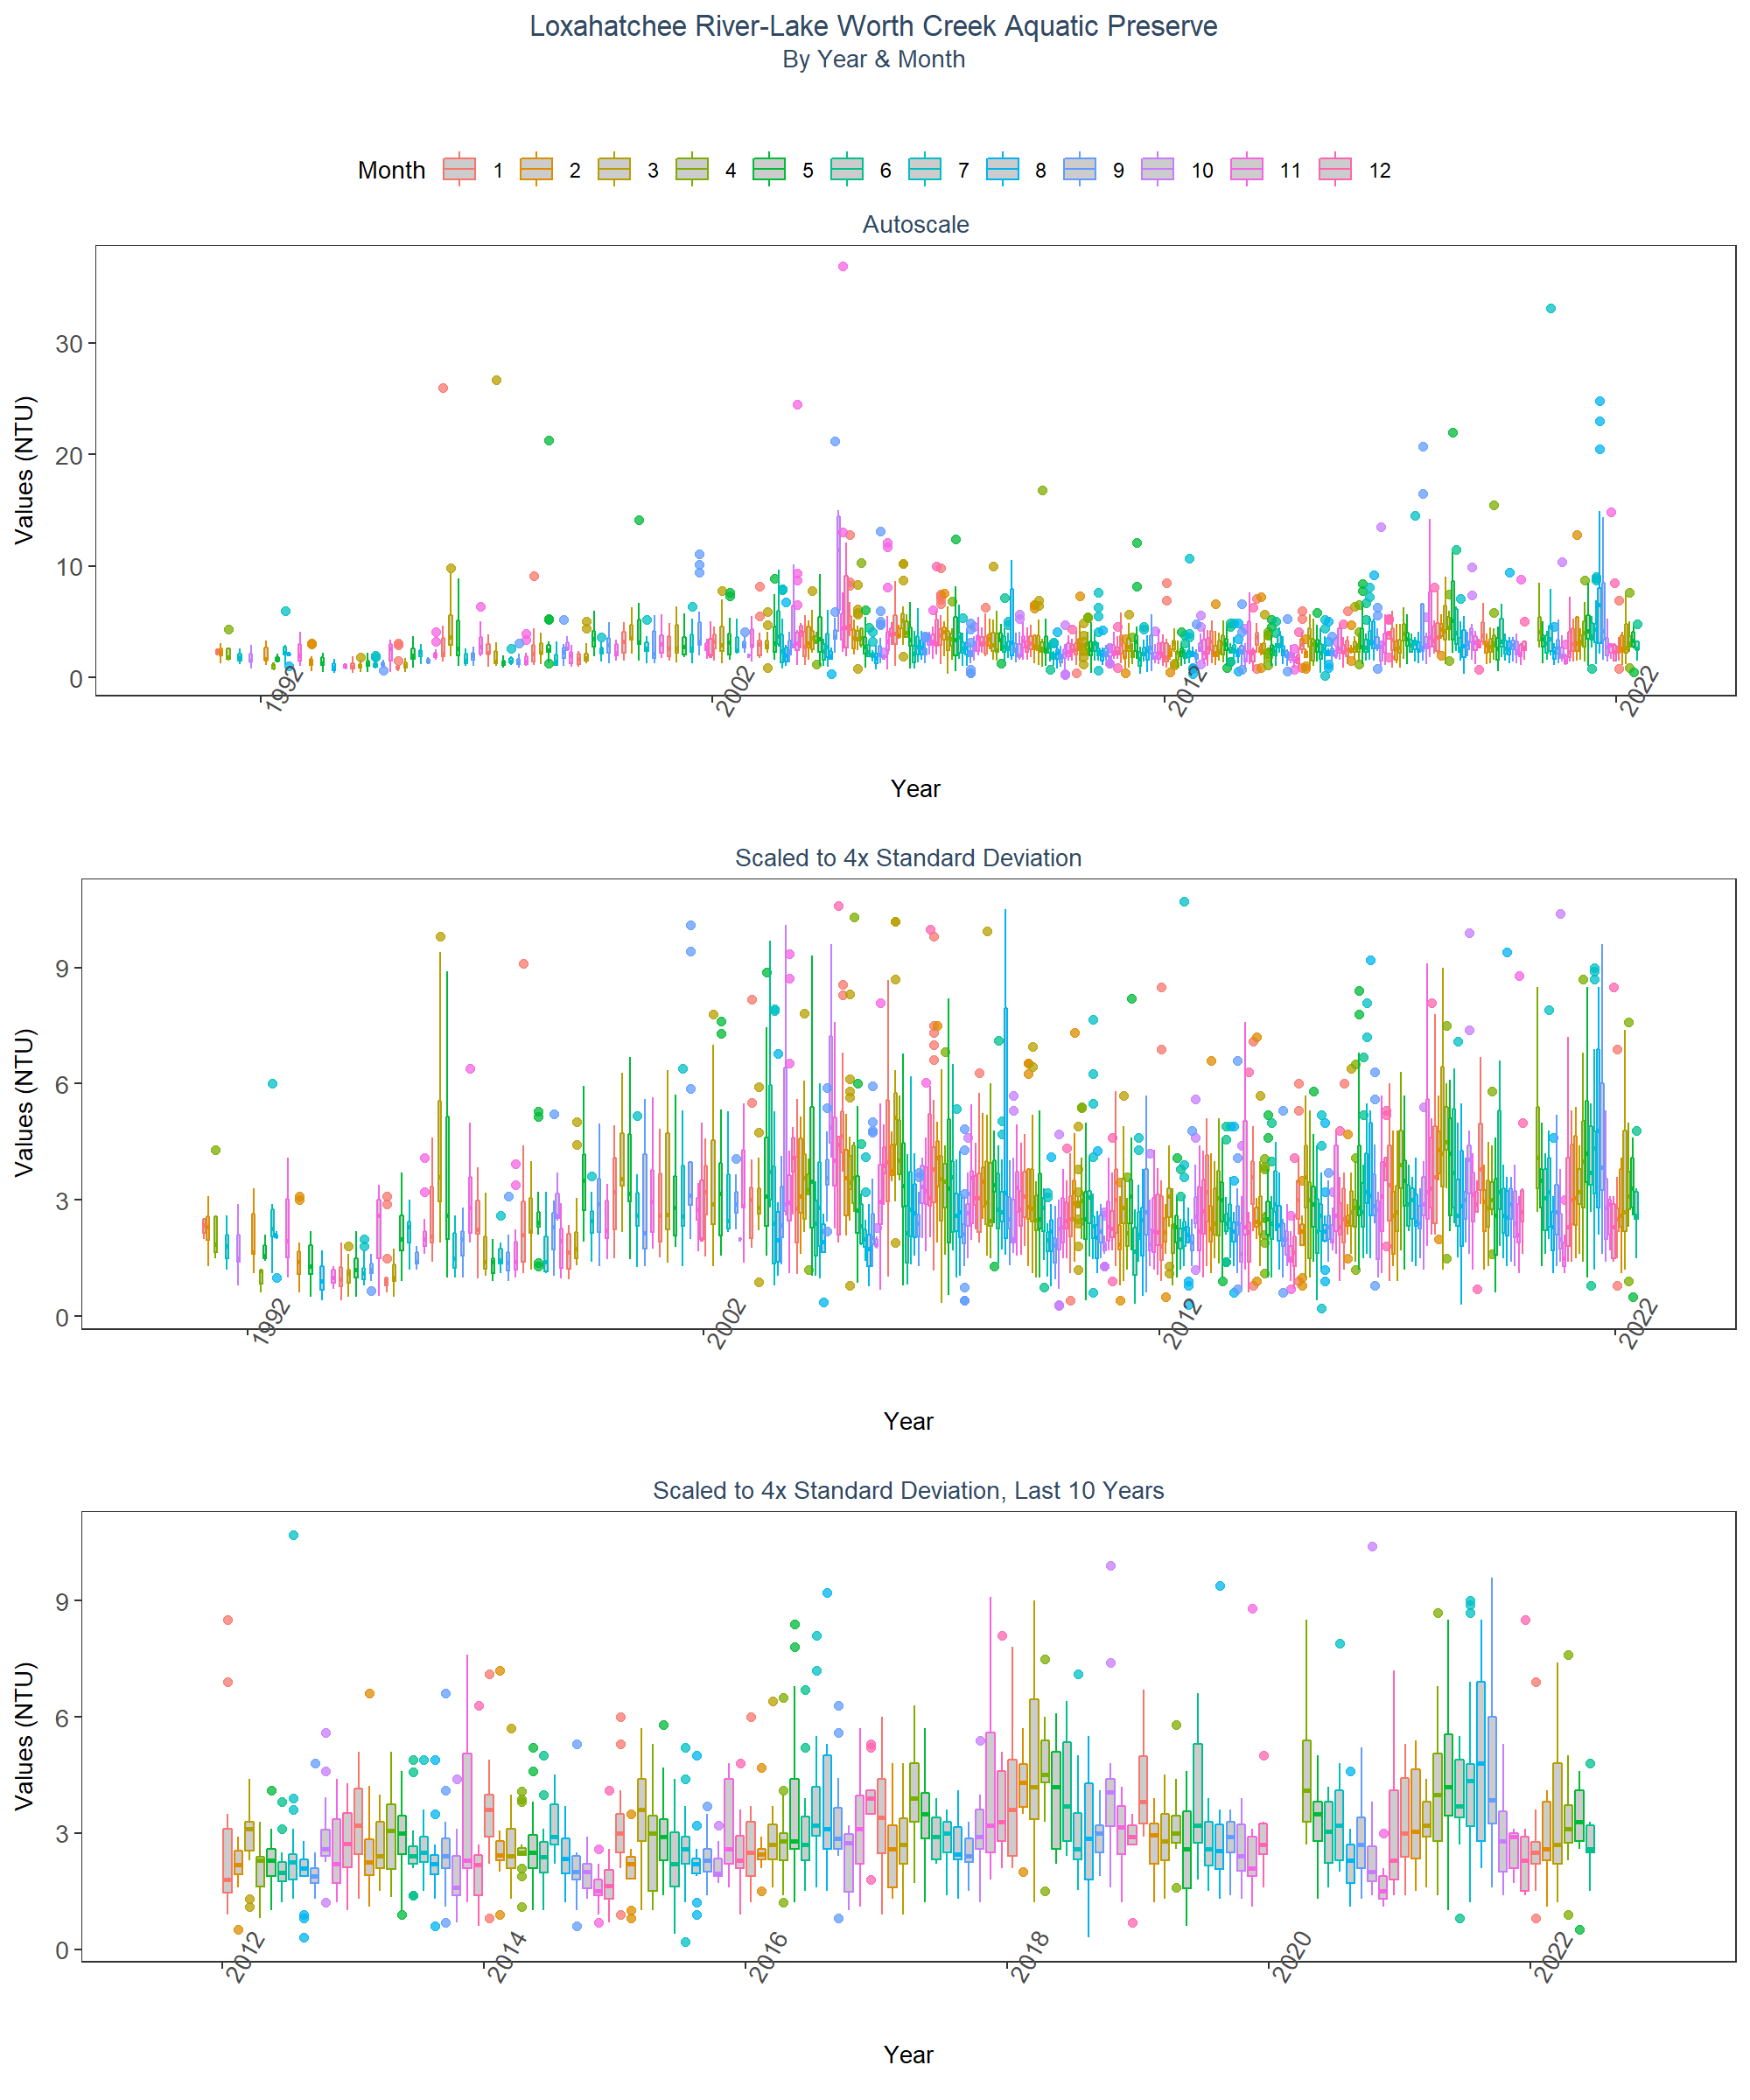 Loxahatchee River-Lake Worth Creek Aquatic Preserve
By Year & Month
Month 1 2 3 4 5 6 7 8 9 10 11 12
Autoscale
Values (NTU)
30
20
10
0
1992 2002 2012 2022
Year
Scaled to 4x Standard Deviation
Values (NTU)
9
6
3
0
1992 2002 2012 2022
Year
Scaled to 4x Standard Deviation, Last 10 Years
Values (NTU)
9
6
3
0
2012 2014 2016 2018 2020 2022
Year